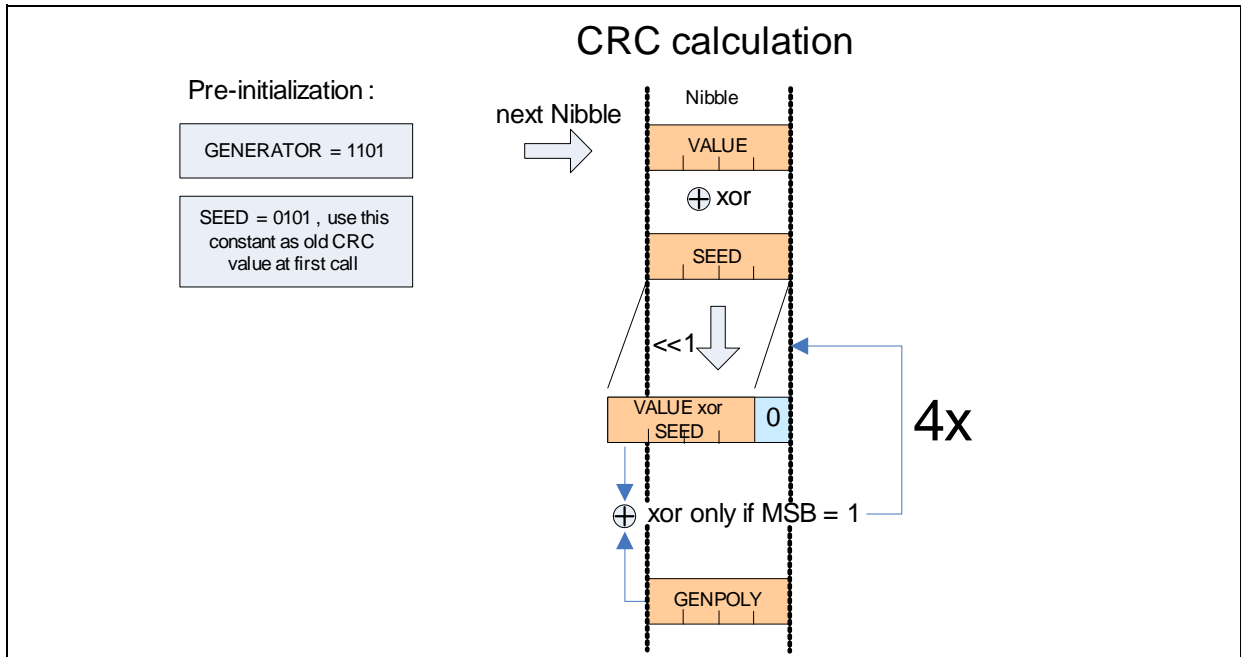 CRC calculation
Pre-initialization :
GENERATOR = 1101
SEED = 0101 , use this
constant as old CRC
value at first call
next Nibble
Nibble
VALUE
xor
SEED
<<1
VALUE xor
SEED
0
4x
xor only if MSB = 1
GENPOLY